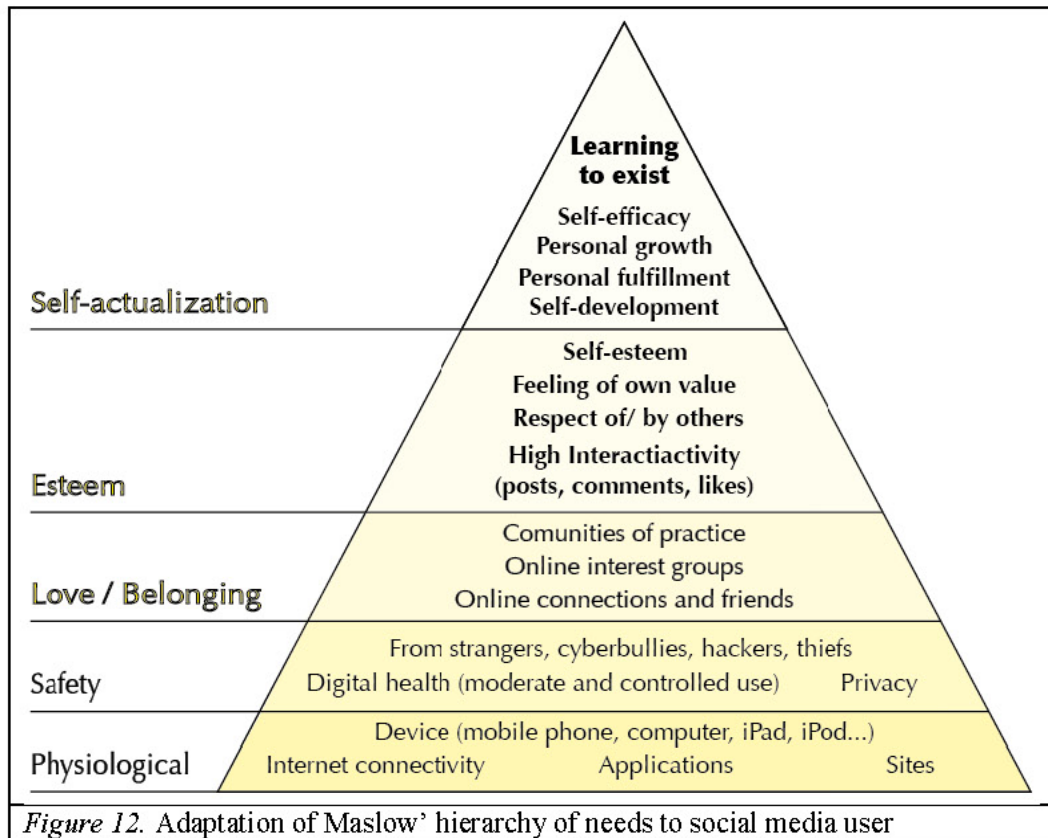 Learning
to exist
Self-efficacy
Personal growth
Personal fulfillment
Self-development
Self-actualization
Self-esteem
Feeling of own value
Respect of/ by others
High Interactiactivity
(posts, comments, likes)
Esteem
Comunities of practice
Online interest groups
Online connections and friends
Love / Belonging
From strangers, cyberbullies, hackers, thiefs
Digital health (moderate and controlled use) Privacy
Safety
Device (mobile phone, computer, iPad, iPod...)
Internet connectivity Applications Sites
Physiological
Figure 12. Adaptation of Maslow’ hierarchy of needs to social media user